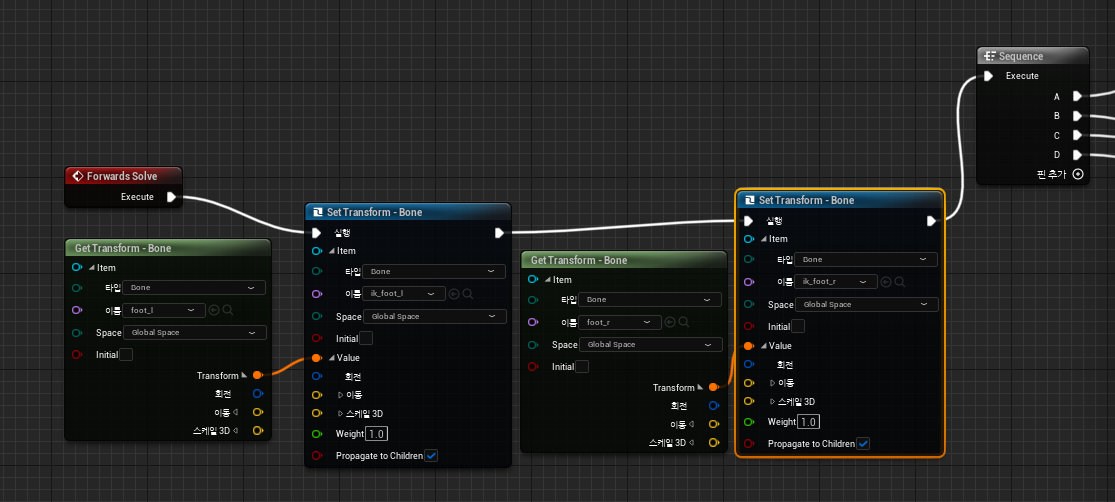 Forwards Solve
Execute
Get Transform - Bone
Item
타입 Bone
이름 foot_l
Space Global Space
Initial
Transform
회전
이동
스케일 3D
Set Transform - Bone
실행
Item
타입 Bone
이름 ik_foot_l
Space Global Space
Initial
Value
회전
이동
스케일 3D
Weight 1.0
Propagate to Children
Get Transform - Bone
Item
타입 Bone
이름 foot_r
Space Global Space
Initial
Transform
회전
이동
스케일 3D
Set Transform - Bone
실행
Item
타입 Bone
이름 ik_foot_r
Space Global Space
Initial
Value
회전
이동
스케일 3D
Weight 1.0
Propagate to Children
Sequence
Execute
A
B
C
D
핀 추가